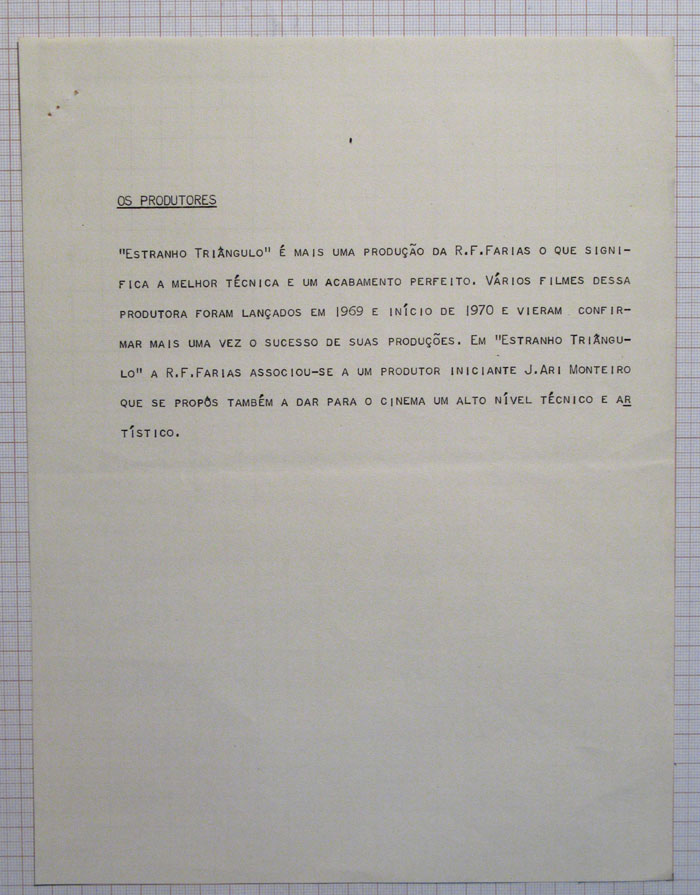 OS PRODUTORES
"ESTRANHO TRIÂNGULO" É MAIS UMA PRODUÇÃO DA R.F.FARIAS O QUE SIGNI-
FICA A MELHOR TÉCNICA E UM ACABAMENTO PERFEITO. VÁRIOS FILMES DESSA
PRODUTORA FORAM LANÇADOS EM 1969 E INÍCIO DE 1970 E VIERAM CONFIR-
MAR MAIS UMA VEZ O SUCESSO DE SUAS PRODUÇÕES. EM "ESTRANHO TRIÂNGU-
LO" A R.F.FARIAS ASSOCIOU-SE A UM PRODUTOR INICIANTE J.ARI MONTEIRO
QUE SE PROPÔS TAMBÉM A DAR PARA O CINEMA UM ALTO NÍVEL TÉCNICO E AR
TÍSTICO.